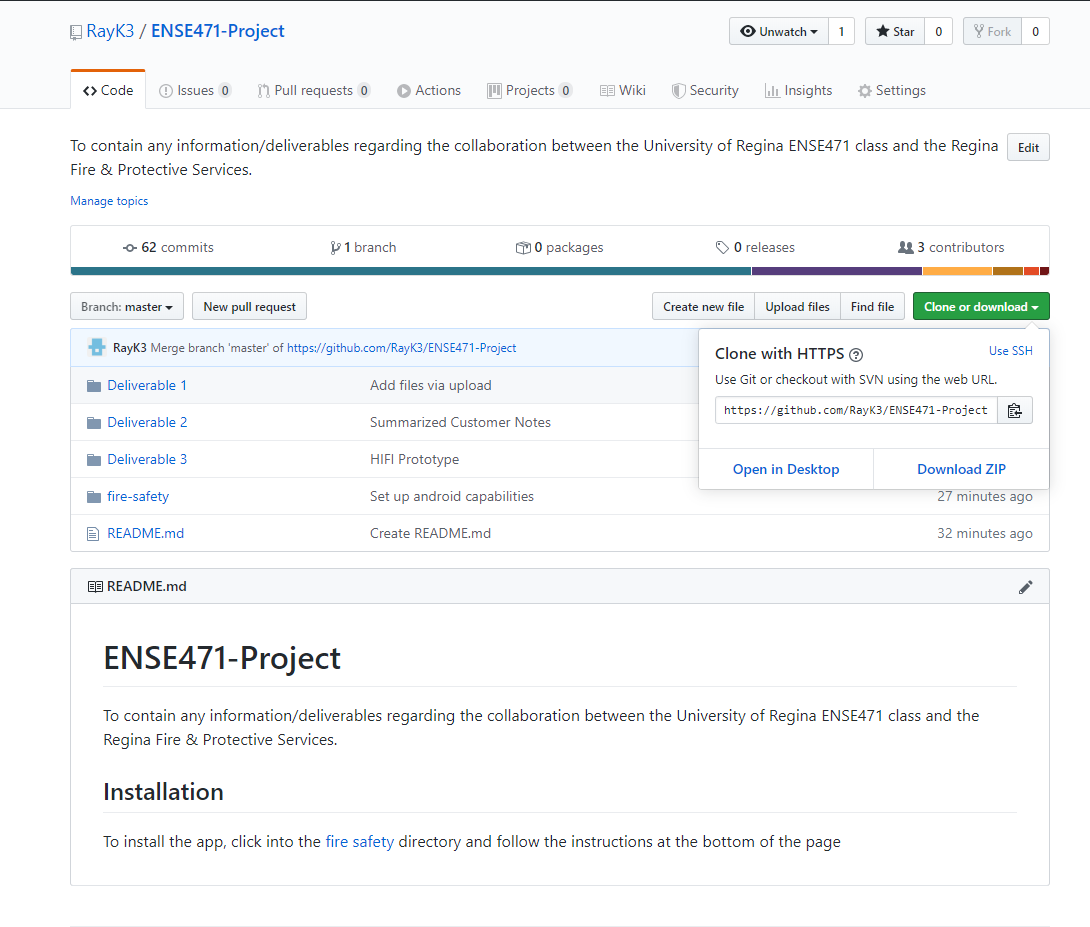 RayK3 / ENSE471-Project
Unwatch 1 Star 0 Fork 0
Code Issues 0 Pull requests 0 Actions Projects 0 Wiki Security Insights Settings
To contain any information/deliverables regarding the collaboration between the University of Regina ENSE471 class and the Regina
Fire & Protective Services.
Edit
Manage topics
62 commits 1 branch 0 packages 0 releases 3 contributors
Branch: master New pull request Create new file Upload files Find file Clone or download
RayK3 Merge branch 'master' of https://github.com/RayK3/ENSE471-Project
Deliverable 1 Add files via upload
Deliverable 2 Summarized Customer Notes
Deliverable 3 HIFI Prototype
fire-safety Set up android capabilities 27 minutes ago
README.md Create README.md 32 minutes ago
Clone with HTTPS ? Use SSH
Use Git or checkout with SVN using the web URL.
https://github.com/RayK3/ENSE471-Project
Open in Desktop Download ZIP
README.md
ENSE471-Project
To contain any information/deliverables regarding the collaboration between the University of Regina ENSE471 class and the
Regina Fire & Protective Services.
Installation
To install the app, click into the fire safety directory and follow the instructions at the bottom of the page